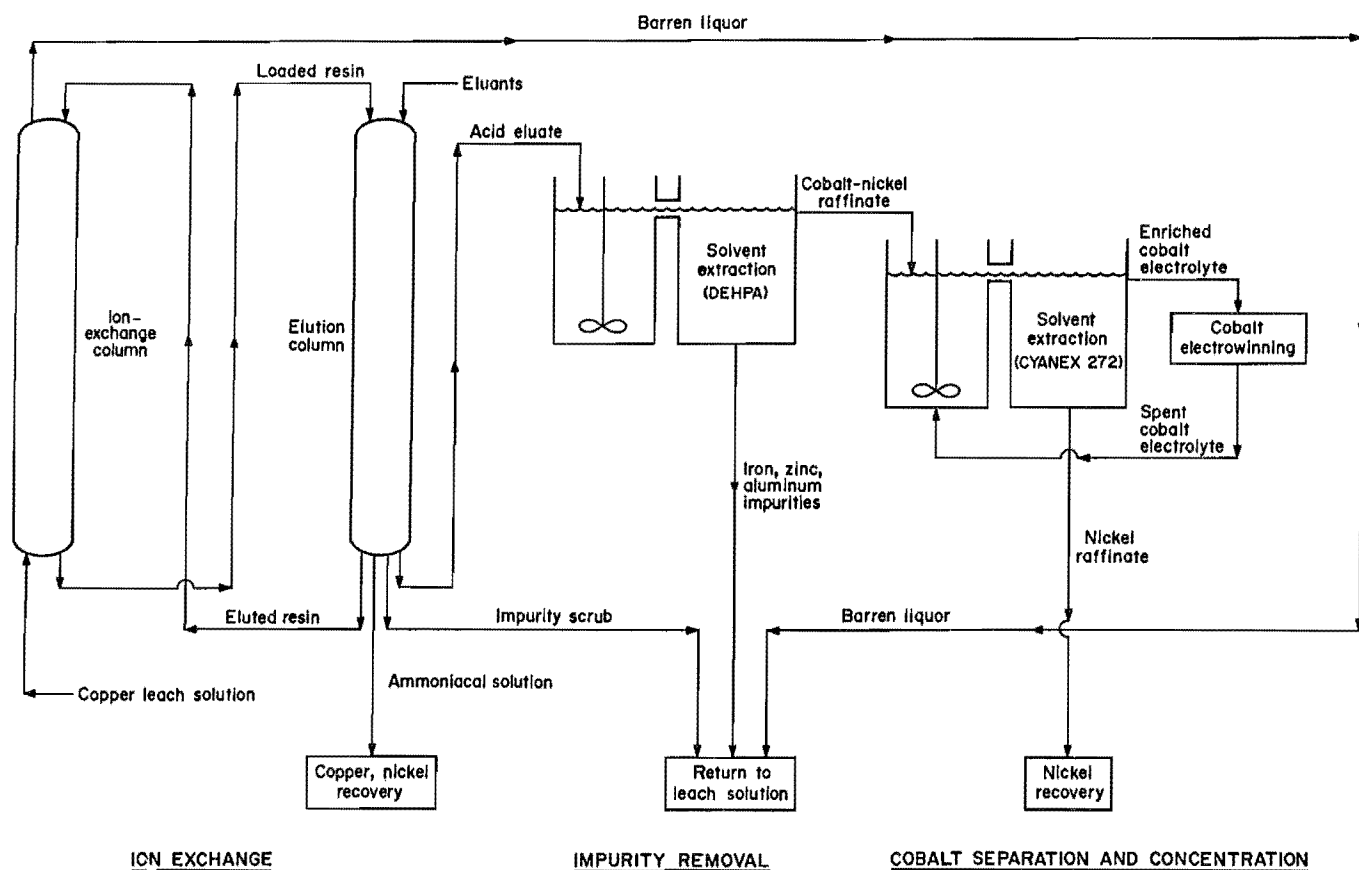 Barren liquor
Loaded resin
Eluants
Acid eluate
Cobalt-nickel
raffinate
Enriched
cobalt
electrolyte
Solvent
extraction
(DEHPA)
Ion-
exchange
column
Elution
column
Solvent
extraction
(CYANEX 272)
Cobalt
electrowinning
Spent
cobalt
electrolyte
Iron, zinc,
aluminum
impurities
Nickel
raffinate
Eluted resin
Impurity scrub
Barren liquor
Copper leach solution
Ammoniacal solution
Copper, nickel
recovery
Return to
leach solution
Nickel
recovery
ION EXCHANGE
IMPURITY REMOVAL
COBALT SEPARATION AND CONCENTRATION